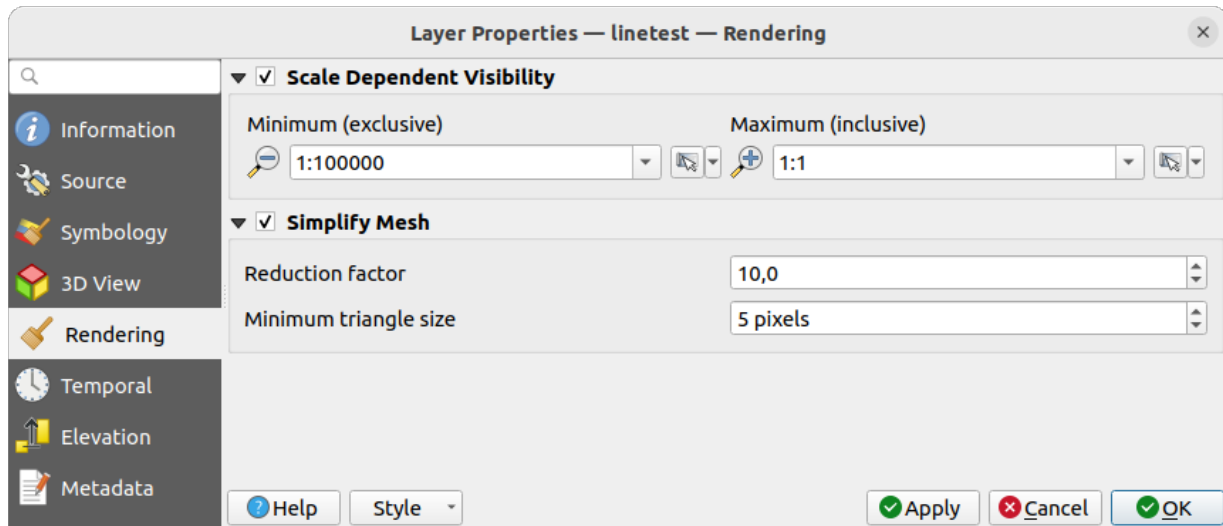 Layer Properties — linetest — Rendering
Information
Source
Symbology
3D View
Rendering
Temporal
Elevation
Metadata
Scale Dependent Visibility
Minimum (exclusive) Maximum (inclusive)
1:100000 1:1
Simplify Mesh
Reduction factor 10,0
Minimum triangle size 5 pixels
Help Style Apply Cancel OK